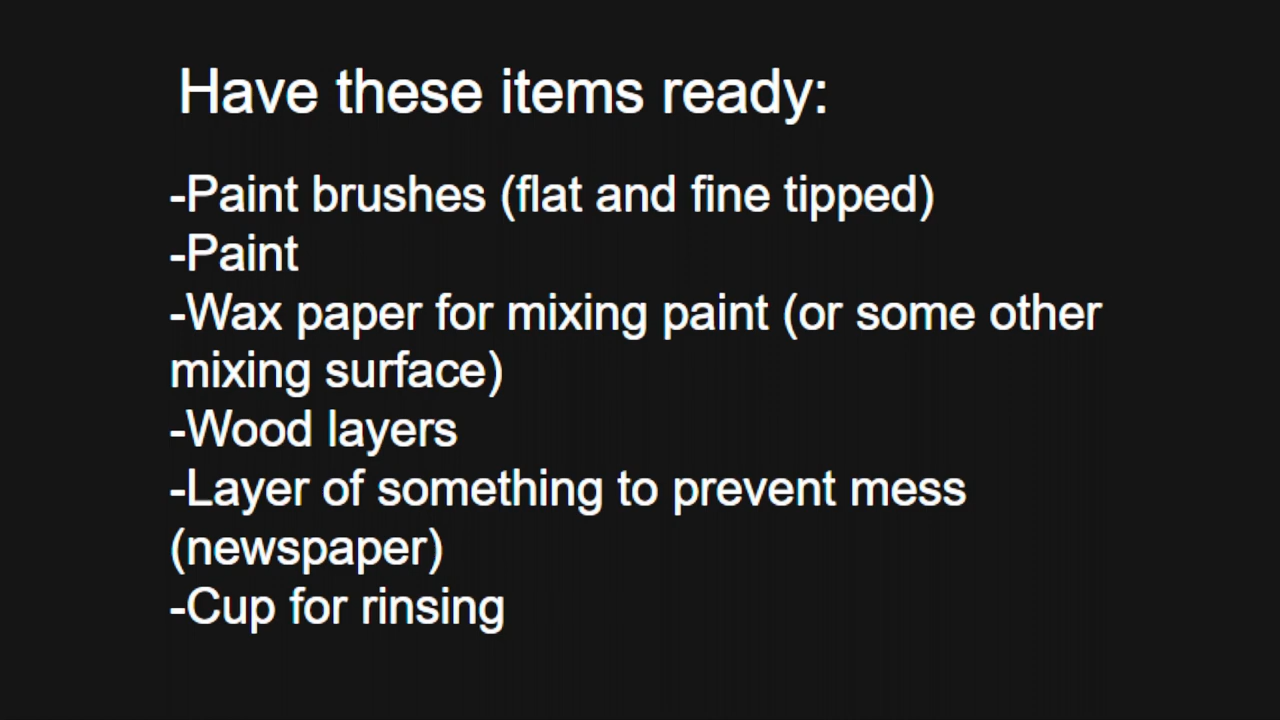 Have these items ready:
-Paint brushes (flat and fine tipped)
-Paint
-Wax paper for mixing paint (or some other
mixing surface)
-Wood layers
-Layer of something to prevent mess
(newspaper)
-Cup for rinsing